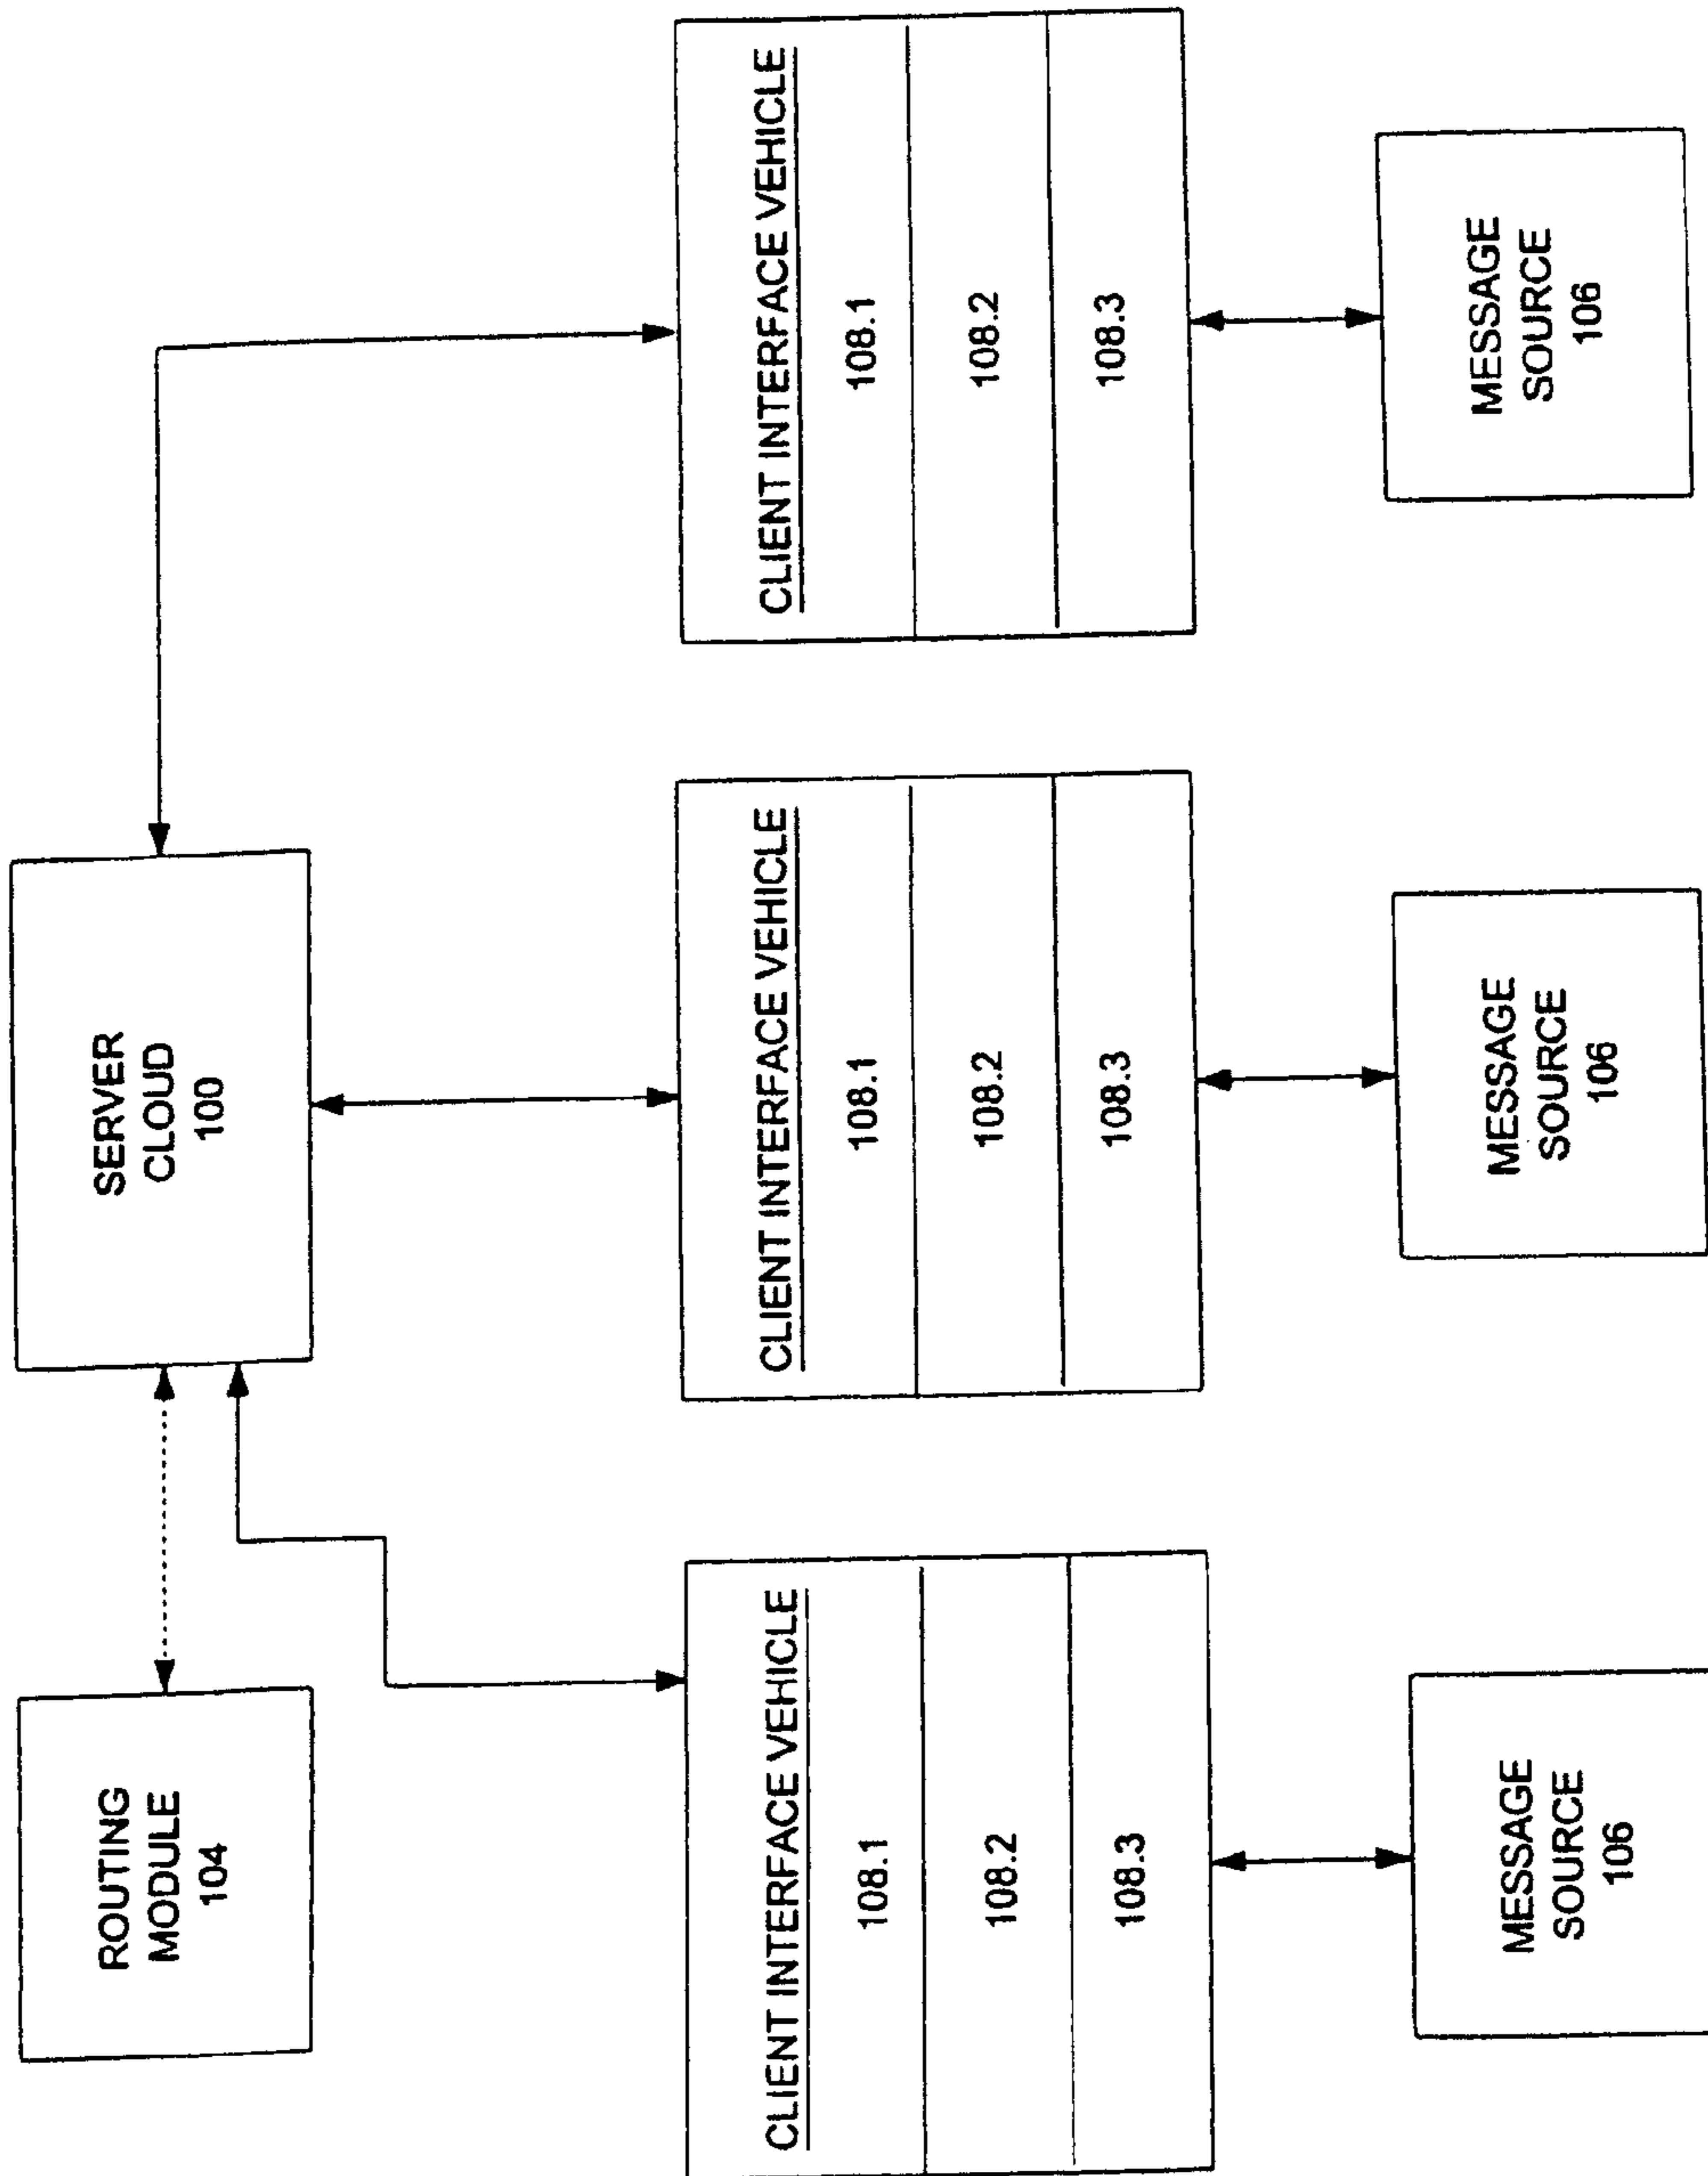 ROUTING
MODULE
104
SERVER
CLOUD
100
CLIENT INTERFACE VEHICLE
108.1
108.2
108.3
CLIENT INTERFACE VEHICLE
108.1
108.2
108.3
CLIENT INTERFACE VEHICLE
108.1
108.2
108.3
MESSAGE
SOURCE
106
MESSAGE
SOURCE
106
MESSAGE
SOURCE
106